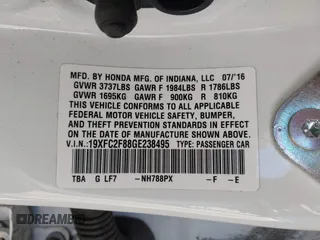 MFD. BY HONDA MFG. OF INDIANA, LLC 07/'16
GVWR 3737LBS GAWR F 1984LBS R 1786LBS
GVWR 1695KG GAWR F 900KG R 810KG
THIS VEHICLE CONFORMS TO ALL APPLICABLE
FEDERAL MOTOR VEHICLE SAFETY, BUMPER,
AND THEFT PREVENTION STANDARDS IN EFFECT
ON THE DATE OF MANUFACTURE SHOWN ABOVE.
V.I.N.: 19XFC2F88GE238495 TYPE: PASSENGER CAR
TBA G LF7 -NH788PX -F -E
DREAMBID